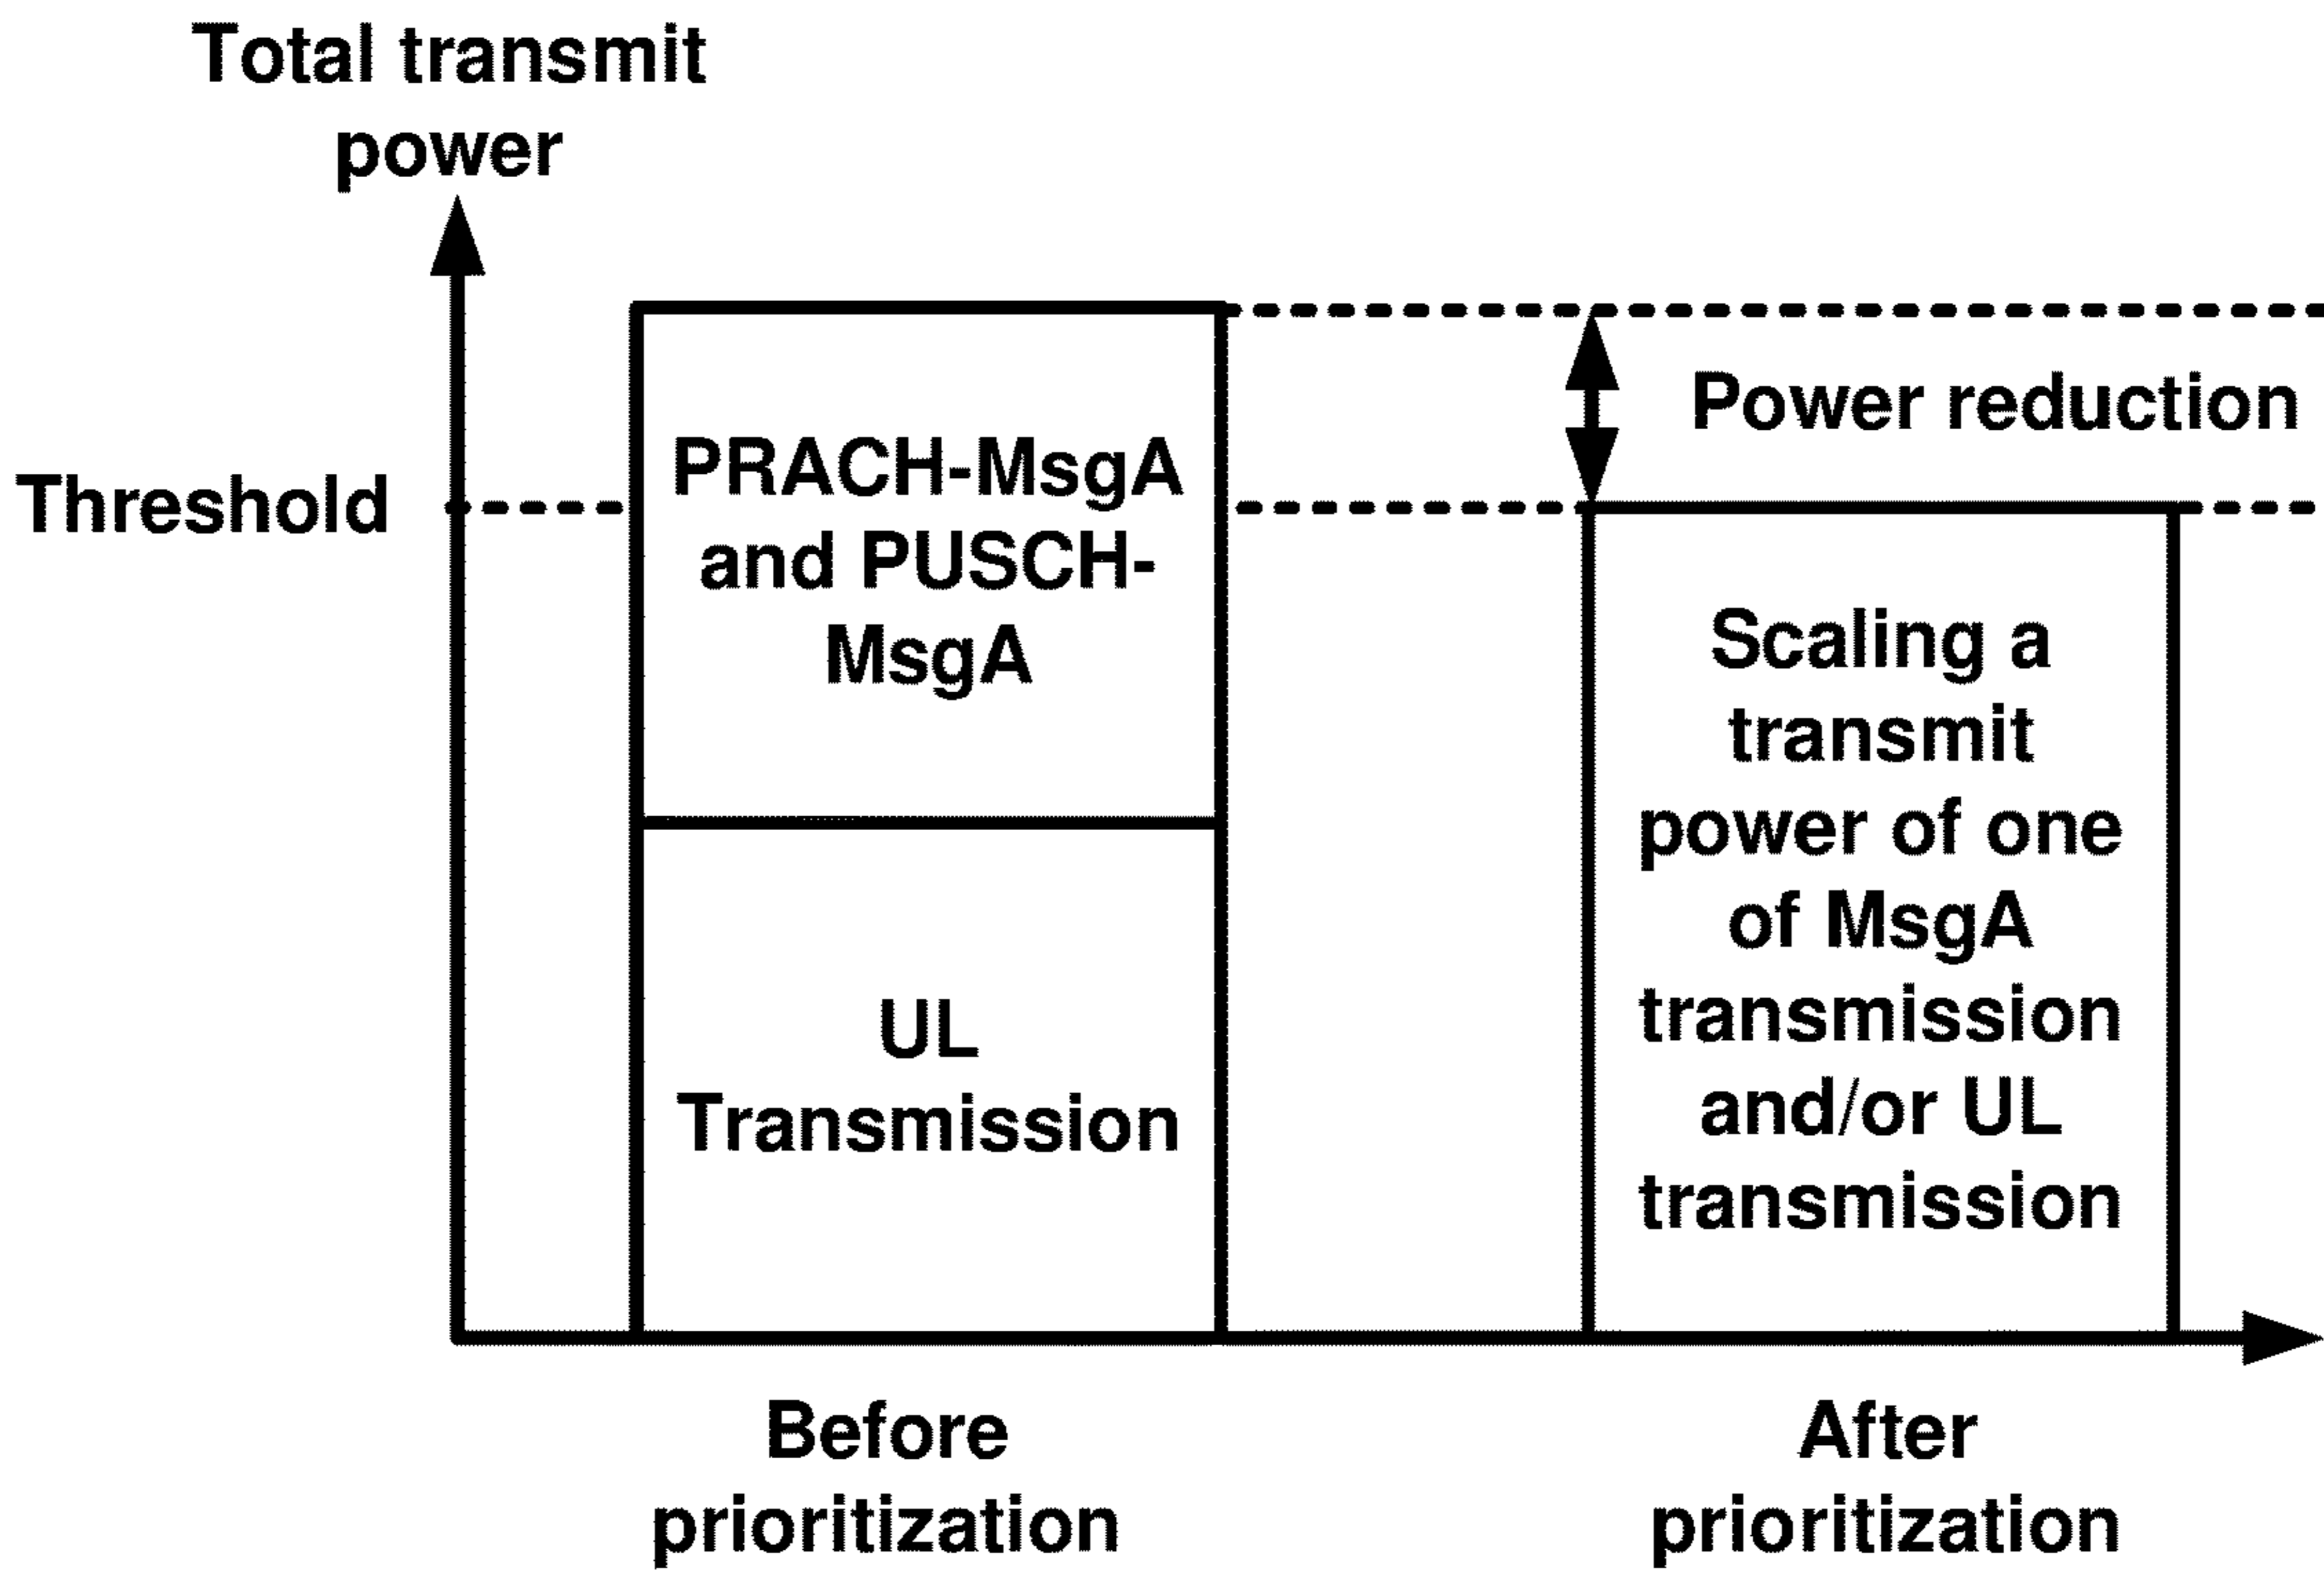 Total transmit
power
Power reduction
Threshold
PRACH-MsgA
and PUSCH-
MsgA
UL
Transmission
Scaling a
transmit
power of one
of MsgA
transmission
and/or UL
transmission
Before
prioritization
After
prioritization